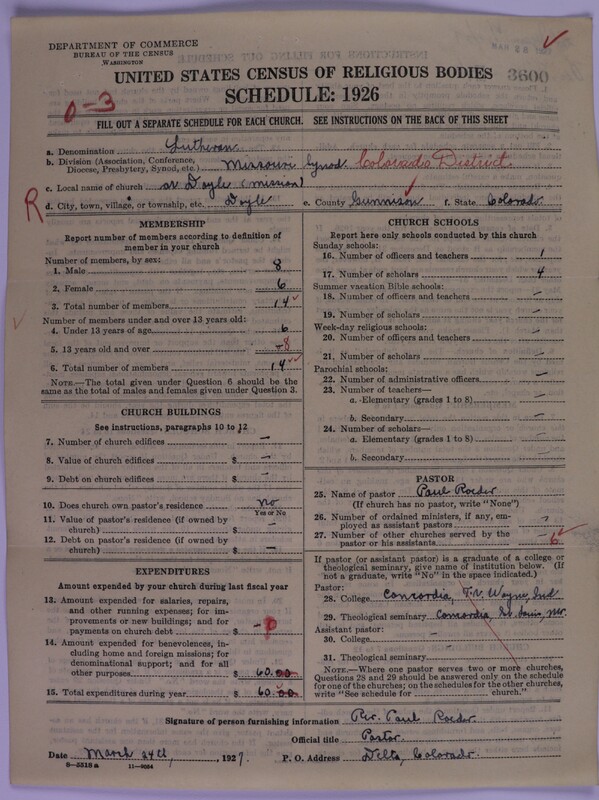 DEPARTMENT OF COMMERCE
BUREAU OF THE CENSUS
WASHINGTON
UNITED STATES CENSUS OF RELIGIOUS BODIES
3600
SCHEDULE: 1926
0-3
FILL OUT A SEPARATE SCHEDULE FOR EACH CHURCH. SEE INSTRUCTIONS ON THE BACK OF THIS SHEET
a. Denomination Lutheran
b. Division (Association, Conference, Diocese, Presbytery, Synod, etc.) Missouri Synod. Colorado District.
c. Local name of church at Doyle (mission)
R
d. City, town, village, or township, etc. Doyle e. County Gunnison f. State Colorado
MEMBERSHIP
Report number of members according to definition of
member in your church
Number of members, by sex:
1. Male 8
2. Female 6
3. Total number of members 14
Number of members under and over 13 years old:
4. Under 13 years of age 6
5. 13 years old and over 8
6. Total number of members 14
NOTE.—The total given under Question 6 should be
same as the total of males and females given under Question 3.
CHURCH BUILDINGS
See instructions, paragraphs 10 to 12
7. Number of church edifices —
8. Value of church edifices $ —
9. Debt on church edifices $ —
10. Does church own pastor's residence? no
Yes or No
11. Value of pastor's residence (if owned by
church) $ —
12. Debt on pastor's residence (if owned by
church) $ —
EXPENDITURES
Amount expended by your church during last fiscal year
13. Amount expended for salaries, repairs,
and other running expenses; for im-
provements or new buildings; and for
payments on church debt $ — 0
14. Amount expended for benevolences,
including home and foreign missions; for
denominational support; and for all
other purposes $ 60.00
15. Total expenditures during year $ 60.00
CHURCH SCHOOLS
Report here only schools conducted by this church
Sunday schools:
16. Number of officers and teachers 1
17. Number of scholars 4
Summer vacation Bible schools:
18. Number of officers and teachers —
19. Number of scholars —
Week-day religious schools:
20. Number of officers and teachers —
21. Number of scholars —
Parochial schools:
22. Number of administrative officers —
23. Number of teachers—
a. Elementary (grades 1 to 8) —
b. Secondary —
24. Number of scholars—
a. Elementary (grades 1 to 8) —
b. Secondary —
PASTOR
25. Name of pastor Paul Roeder
(If church has no pastor, write "None")
26. Number of ordained ministers, if any, em-
ployed as assistant pastors —
27. Number of other churches served by the
pastor or his assistants 6
If pastor (or assistant pastor) is a graduate of a college or
theological seminary, give name of institution below. (If
not a graduate, write "No" in the space indicated.)
Pastor:
28. College Concordia, Ft. Wayne, Ind
29. Theological seminary Concordia, St. Louis, Mo.
Assistant pastor:
30. College —
31. Theological seminary —
NOTE.—Where one pastor serves two or more churches,
Questions 28 and 29 should be answered only on the schedule
for one of the churches; on the schedules for the other churches,
write "See schedule for church."
Signature of person furnishing information Rev. Paul Roeder
Official title Pastor
Date March 24th, 1927. P. O. Address Delta, Colorado.
8-5318a 11-9084